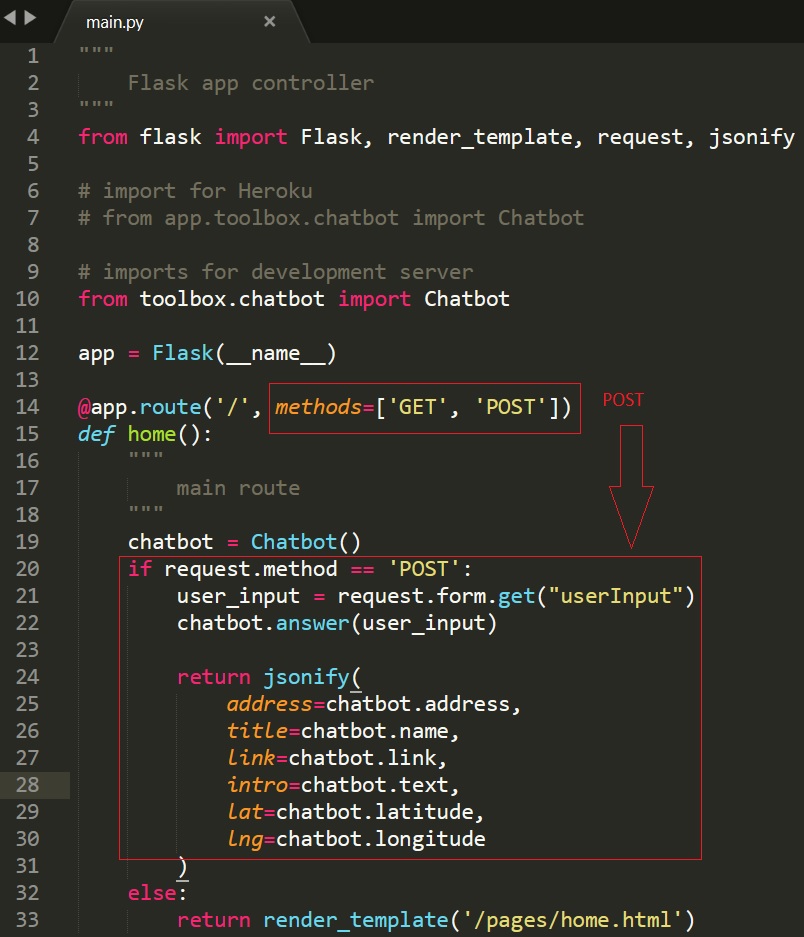 main.py
1 """
2     Flask app controller
3 """
4 from flask import Flask, render_template, request, jsonify
5
6 # import for Heroku
7 # from app.toolbox.chatbot import Chatbot
8
9 # imports for development server
10 from toolbox.chatbot import Chatbot
11
12 app = Flask(__name__)
13
14 @app.route('/', methods=['GET', 'POST'])
POST
15 def home():
16     """
17         main route
18     """
19     chatbot = Chatbot()
20     if request.method == 'POST':
21         user_input = request.form.get("userInput")
22         chatbot.answer(user_input)
23
24         return jsonify(
25             address=chatbot.address,
26             title=chatbot.name,
27             link=chatbot.link,
28             intro=chatbot.text,
29             lat=chatbot.latitude,
30             lng=chatbot.longitude
31         )
32     else:
33         return render_template('/pages/home.html')